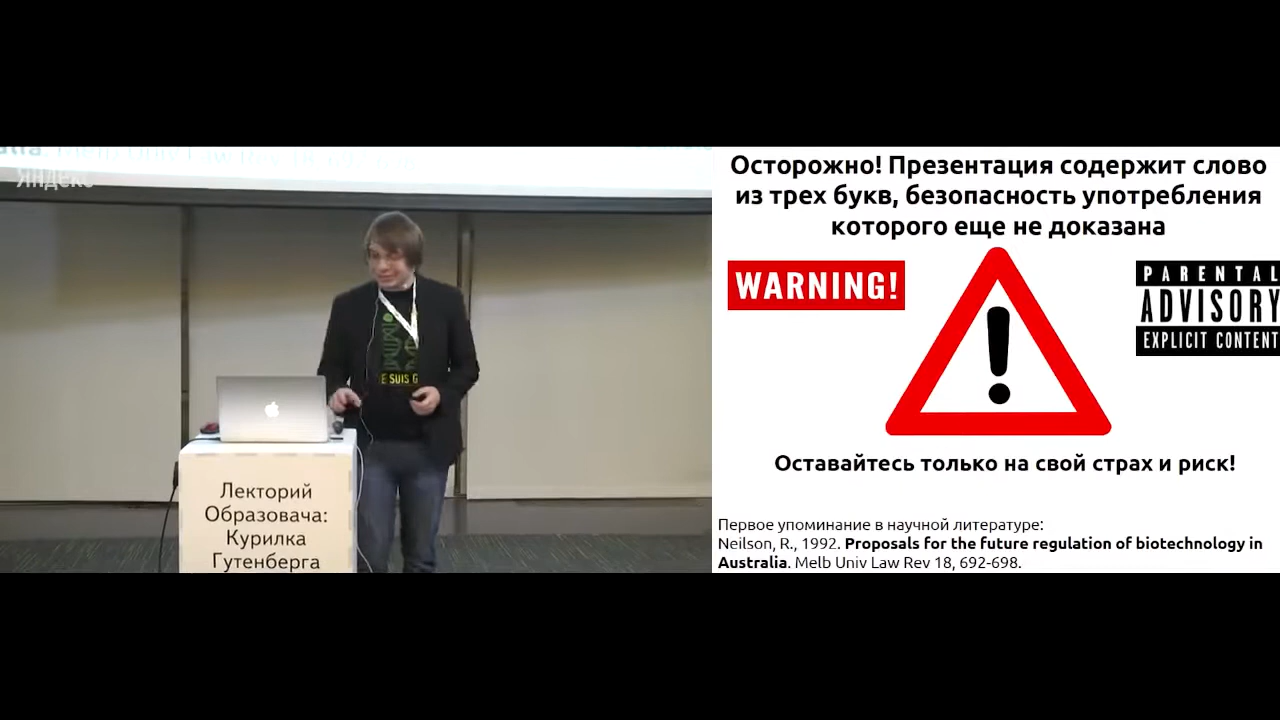 Яндекс
E SUIS G
Лекторий
Образовача:
Курилка
Гутенберга
Осторожно! Презентация содержит слово
из трех букв, безопасность употребления
которого еще не доказана
WARNING!
PARENTAL
ADVISORY
EXPLICIT CONTENT
Оставайтесь только на свой страх и риск!
Первое упоминание в научной литературе:
Neilson, R., 1992. Proposals for the future regulation of biotechnology in
Australia. Melb Univ Law Rev 18, 692-698.